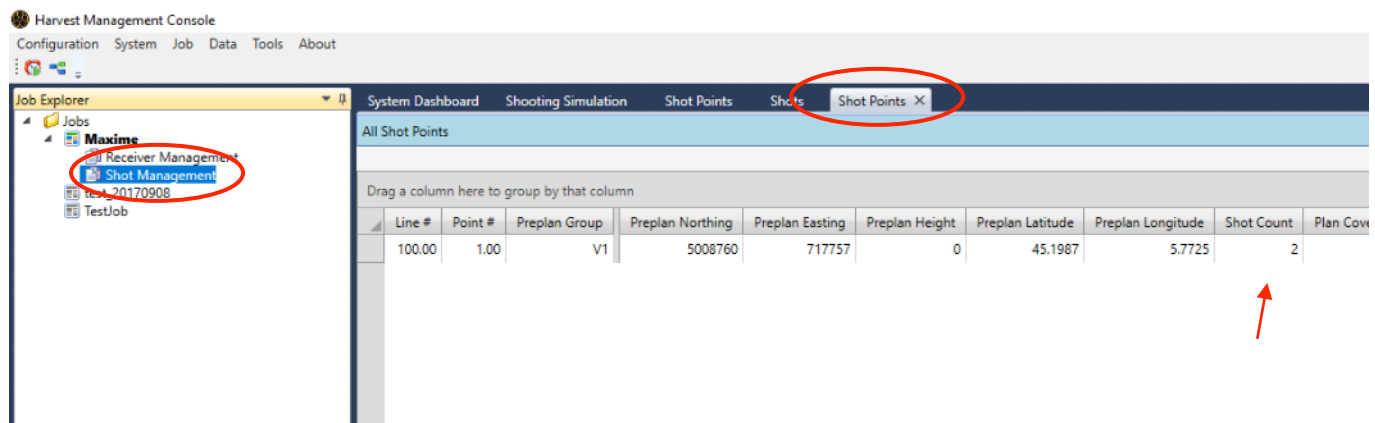 Harvest Management Console
Configuration System Job Data Tools About
Job Explorer
Jobs
Maxime
Receiver Management
Shot Management
test_20170908
TestJob
System Dashboard Shooting Simulation Shot Points Shots Shot Points
All Shot Points
Drag a column here to group by that column
Line # Point # Preplan Group Preplan Northing Preplan Easting Preplan Height Preplan Latitude Preplan Longitude Shot Count Plan Cove
100.00 1.00 V1 5008760 717757 0 45.1987 5.7725 2